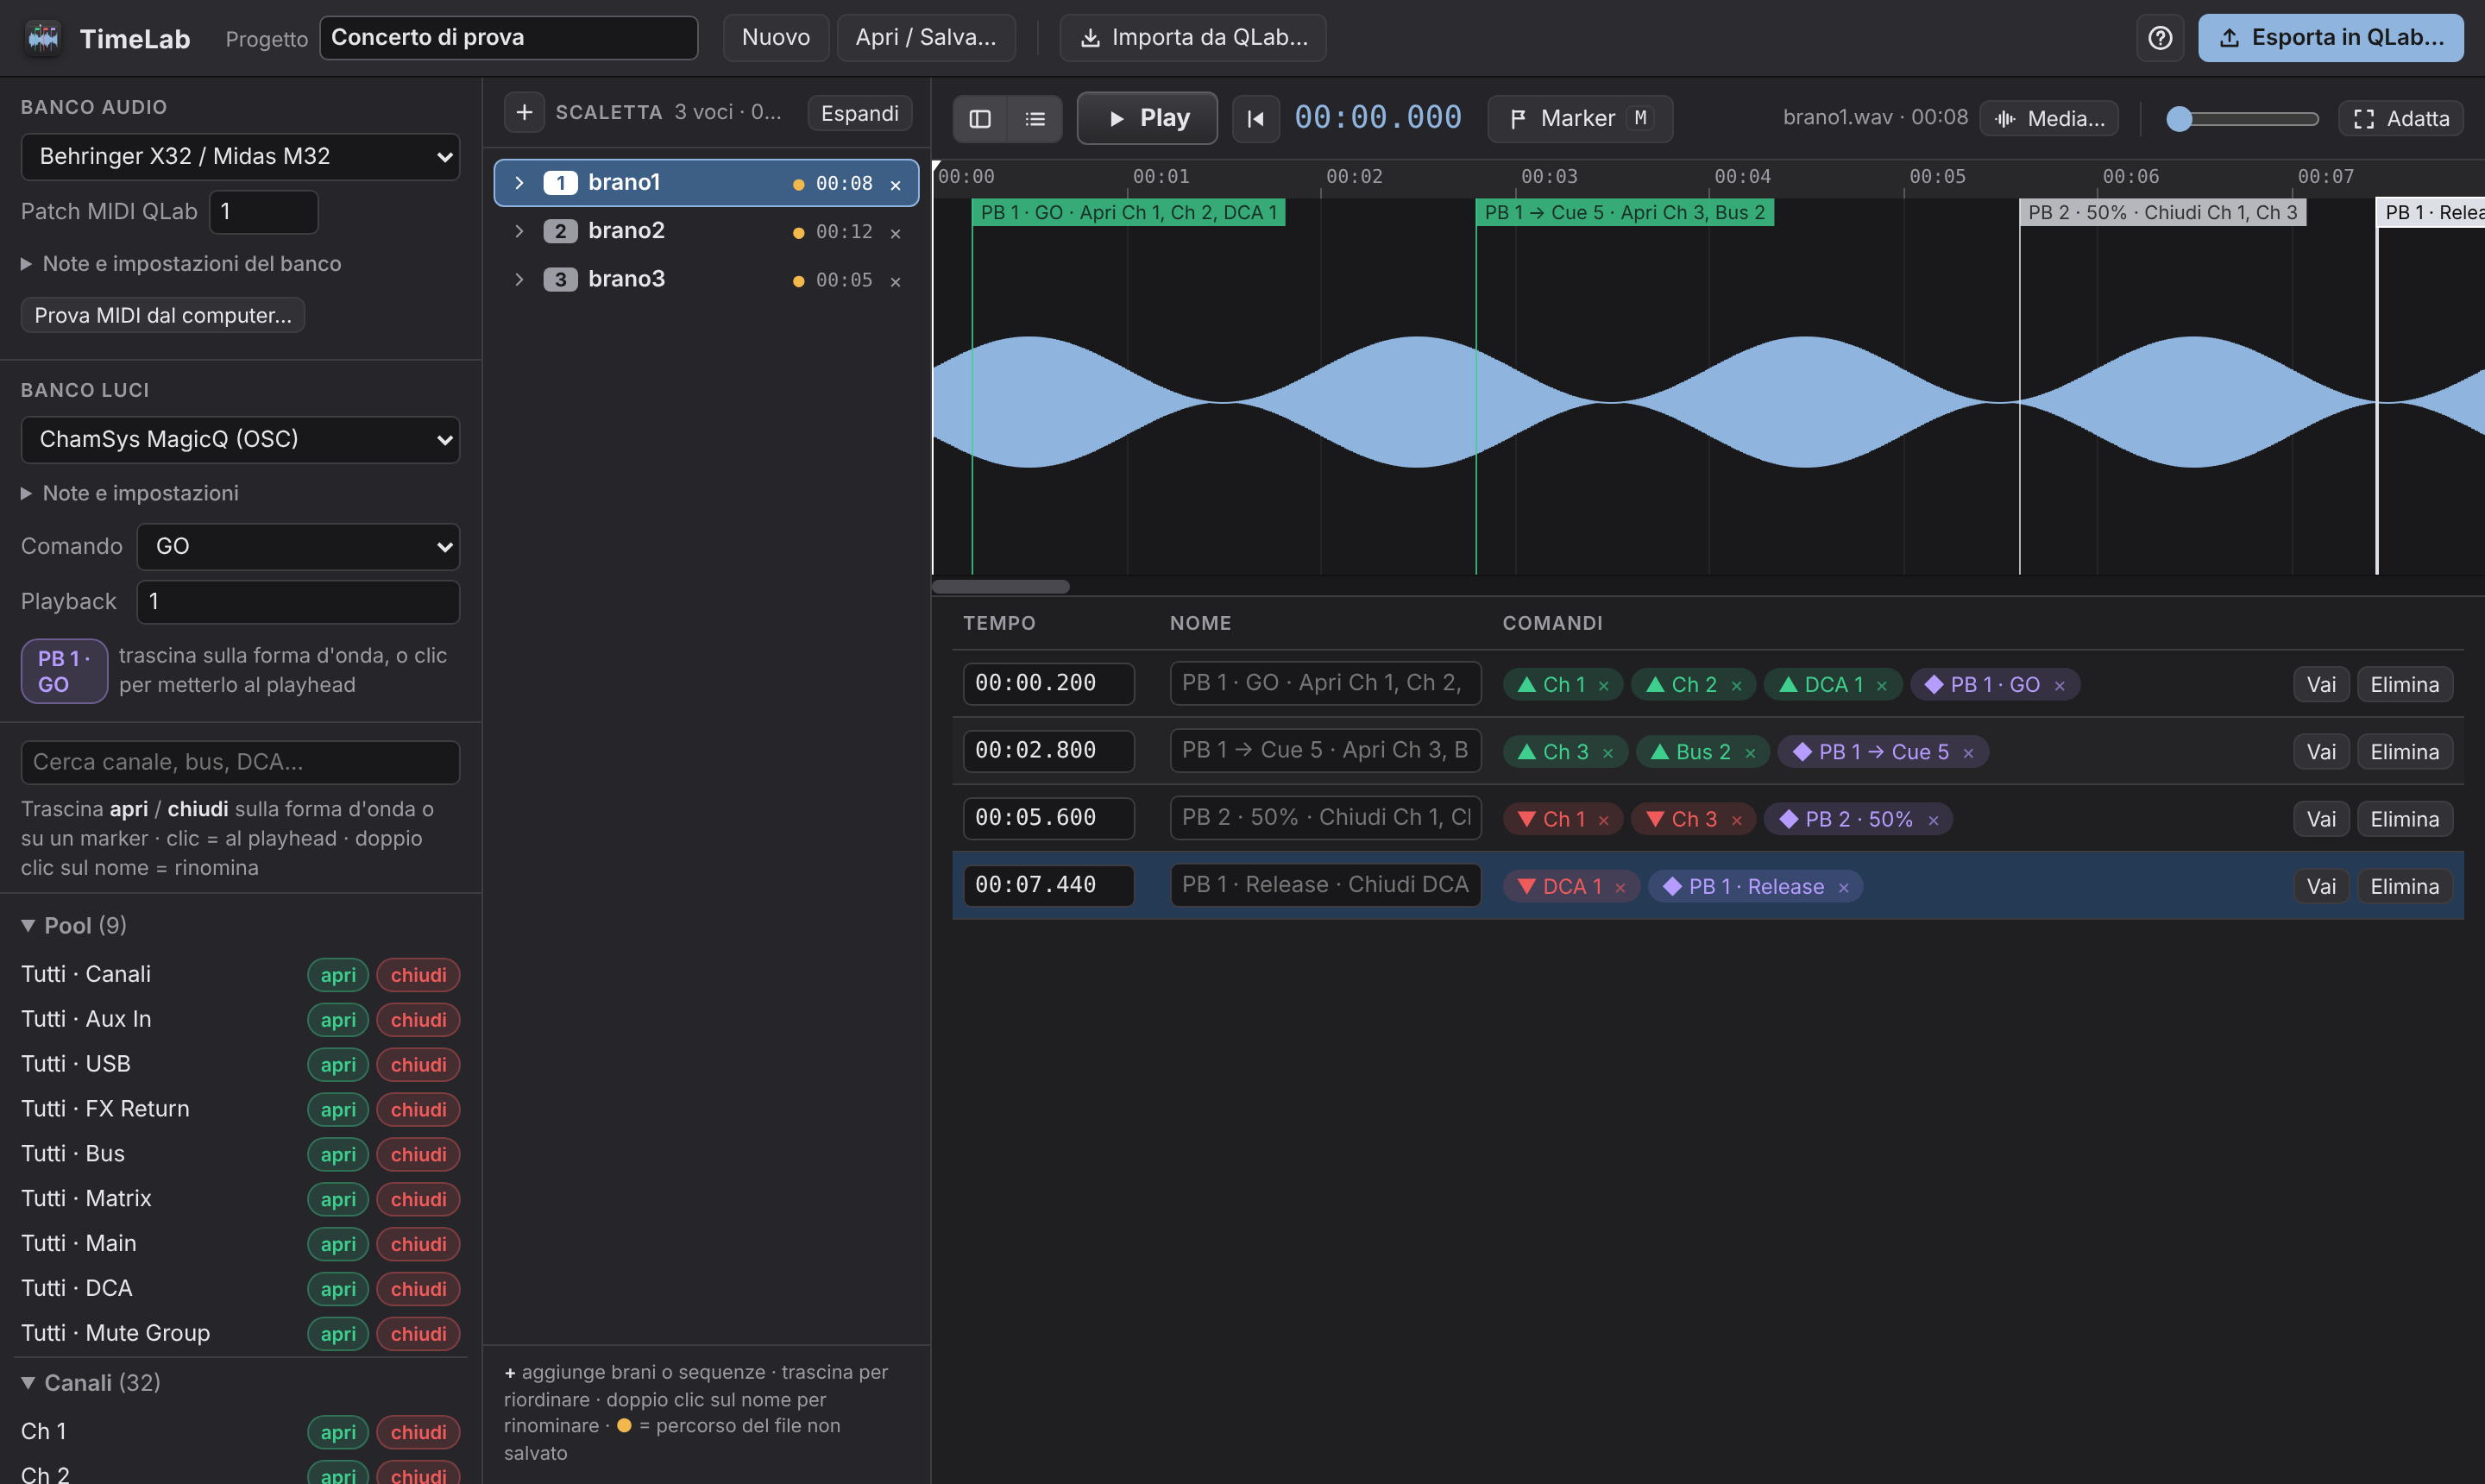 TimeLab
Progetto Concerto di prova
Nuovo Apri / Salva... Importa da QLab... Esporta in QLab...
BANCO AUDIO
Behringer X32 / Midas M32
Patch MIDI QLab 1
Note e impostazioni del banco
Prova MIDI dal computer...
BANCO LUCI
ChamSys MagicQ (OSC)
Note e impostazioni
Comando GO
Playback 1
PB 1 · GO
trascina sulla forma d'onda, o clic
per metterlo al playhead
Cerca canale, bus, DCA...
Trascina apri / chiudi sulla forma d'onda o
su un marker · clic = al playhead · doppio
clic sul nome = rinomina
Pool (9)
Tutti · Canali apri chiudi
Tutti · Aux In apri chiudi
Tutti · USB apri chiudi
Tutti · FX Return apri chiudi
Tutti · Bus apri chiudi
Tutti · Matrix apri chiudi
Tutti · Main apri chiudi
Tutti · DCA apri chiudi
Tutti · Mute Group apri chiudi
Canali (32)
Ch 1 apri chiudi
Ch 2 apri chiudi
+ SCALETTA 3 voci · 0... Espandi
1 brano1 00:08 ×
2 brano2 00:12 ×
3 brano3 00:05 ×
+ aggiunge brani o sequenze · trascina per
riordinare · doppio clic sul nome per
rinominare · = percorso del file non
salvato
Play 00:00.000 Marker M brano1.wav · 00:08 Media... Adatta
00:00 00:01 00:02 00:03 00:04 00:05 00:06 00:07
PB 1 · GO · Apri Ch 1, Ch 2, DCA 1 PB 1 → Cue 5 · Apri Ch 3, Bus 2 PB 2 · 50% · Chiudi Ch 1, Ch 3 PB 1 · Relea
TEMPO NOME COMANDI
00:00.200 PB 1 · GO · Apri Ch 1, Ch 2, ▲ Ch 1 × ▲ Ch 2 × ▲ DCA 1 × ◆ PB 1 · GO × Vai Elimina
00:02.800 PB 1 → Cue 5 · Apri Ch 3, B ▲ Ch 3 × ▲ Bus 2 × ◆ PB 1 → Cue 5 × Vai Elimina
00:05.600 PB 2 · 50% · Chiudi Ch 1, Cl ▼ Ch 1 × ▼ Ch 3 × ◆ PB 2 · 50% × Vai Elimina
00:07.440 PB 1 · Release · Chiudi DCA ▼ DCA 1 × ◆ PB 1 · Release × Vai Elimina